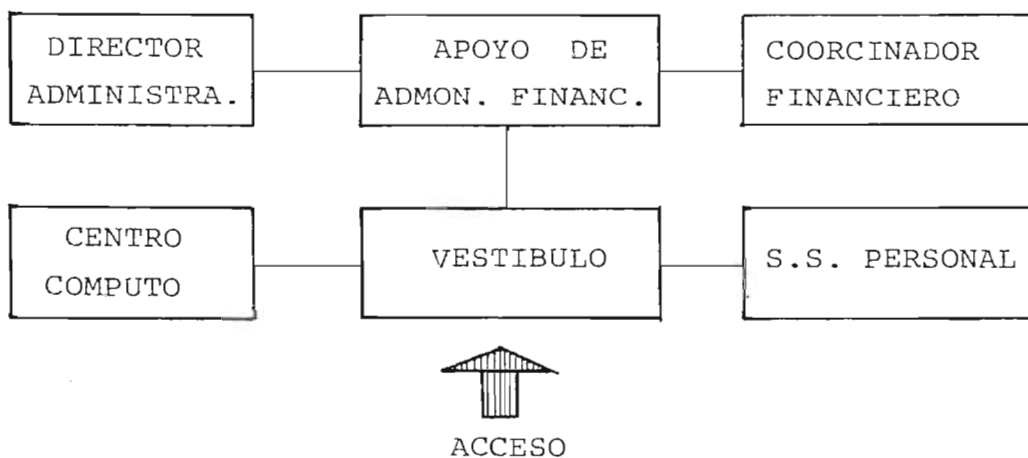 DIRECTOR
ADMINISTRA.
APOYO DE
ADMON. FINANC.
COORCINADOR
FINANCIERO
CENTRO
COMPUTO
VESTIBULO
S.S. PERSONAL
ACCESO